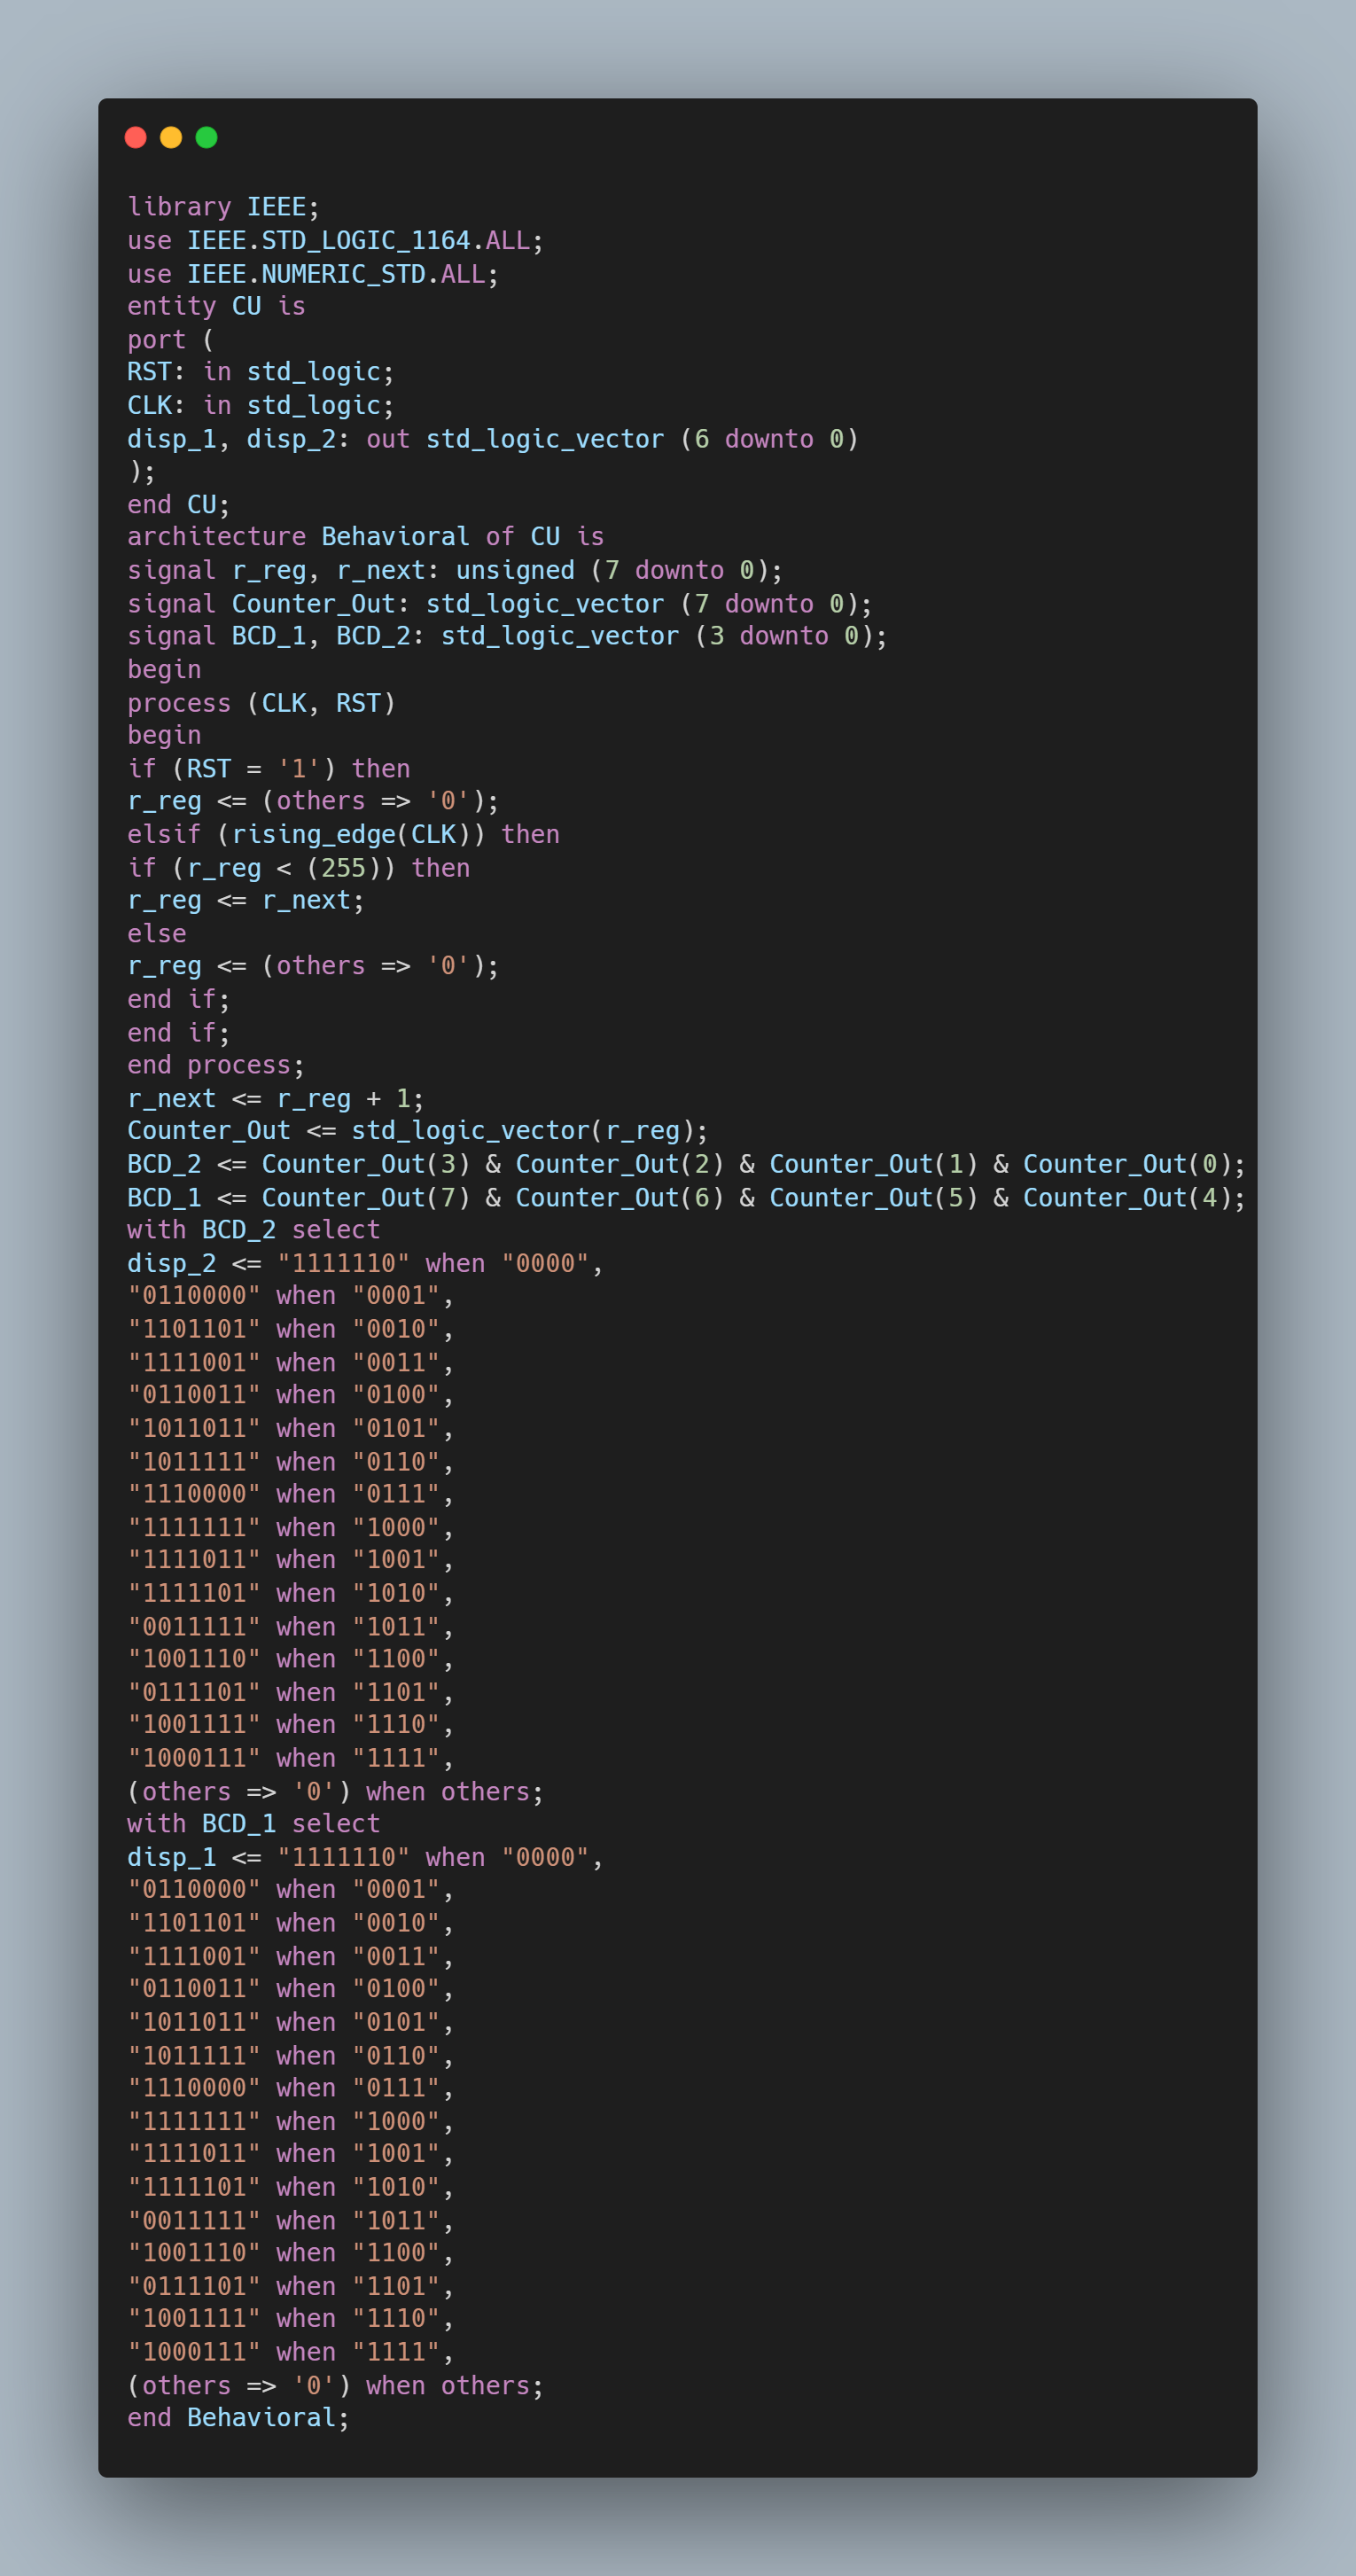 library IEEE;
use IEEE.STD_LOGIC_1164.ALL;
use IEEE.NUMERIC_STD.ALL;
entity CU is
port (
RST: in std_logic;
CLK: in std_logic;
disp_1, disp_2: out std_logic_vector (6 downto 0)
);
end CU;
architecture Behavioral of CU is
signal r_reg, r_next: unsigned (7 downto 0);
signal Counter_Out: std_logic_vector (7 downto 0);
signal BCD_1, BCD_2: std_logic_vector (3 downto 0);
begin
process (CLK, RST)
begin
if (RST = '1') then
r_reg <= (others => '0');
elsif (rising_edge(CLK)) then
if (r_reg < (255)) then
r_reg <= r_next;
else
r_reg <= (others => '0');
end if;
end if;
end process;
r_next <= r_reg + 1;
Counter_Out <= std_logic_vector(r_reg);
BCD_2 <= Counter_Out(3) & Counter_Out(2) & Counter_Out(1) & Counter_Out(0);
BCD_1 <= Counter_Out(7) & Counter_Out(6) & Counter_Out(5) & Counter_Out(4);
with BCD_2 select
disp_2 <= "1111110" when "0000",
"0110000" when "0001",
"1101101" when "0010",
"1111001" when "0011",
"0110011" when "0100",
"1011011" when "0101",
"1011111" when "0110",
"1110000" when "0111",
"1111111" when "1000",
"1111011" when "1001",
"1111101" when "1010",
"0011111" when "1011",
"1001110" when "1100",
"0111101" when "1101",
"1001111" when "1110",
"1000111" when "1111",
(others => '0') when others;
with BCD_1 select
disp_1 <= "1111110" when "0000",
"0110000" when "0001",
"1101101" when "0010",
"1111001" when "0011",
"0110011" when "0100",
"1011011" when "0101",
"1011111" when "0110",
"1110000" when "0111",
"1111111" when "1000",
"1111011" when "1001",
"1111101" when "1010",
"0011111" when "1011",
"1001110" when "1100",
"0111101" when "1101",
"1001111" when "1110",
"1000111" when "1111",
(others => '0') when others;
end Behavioral;